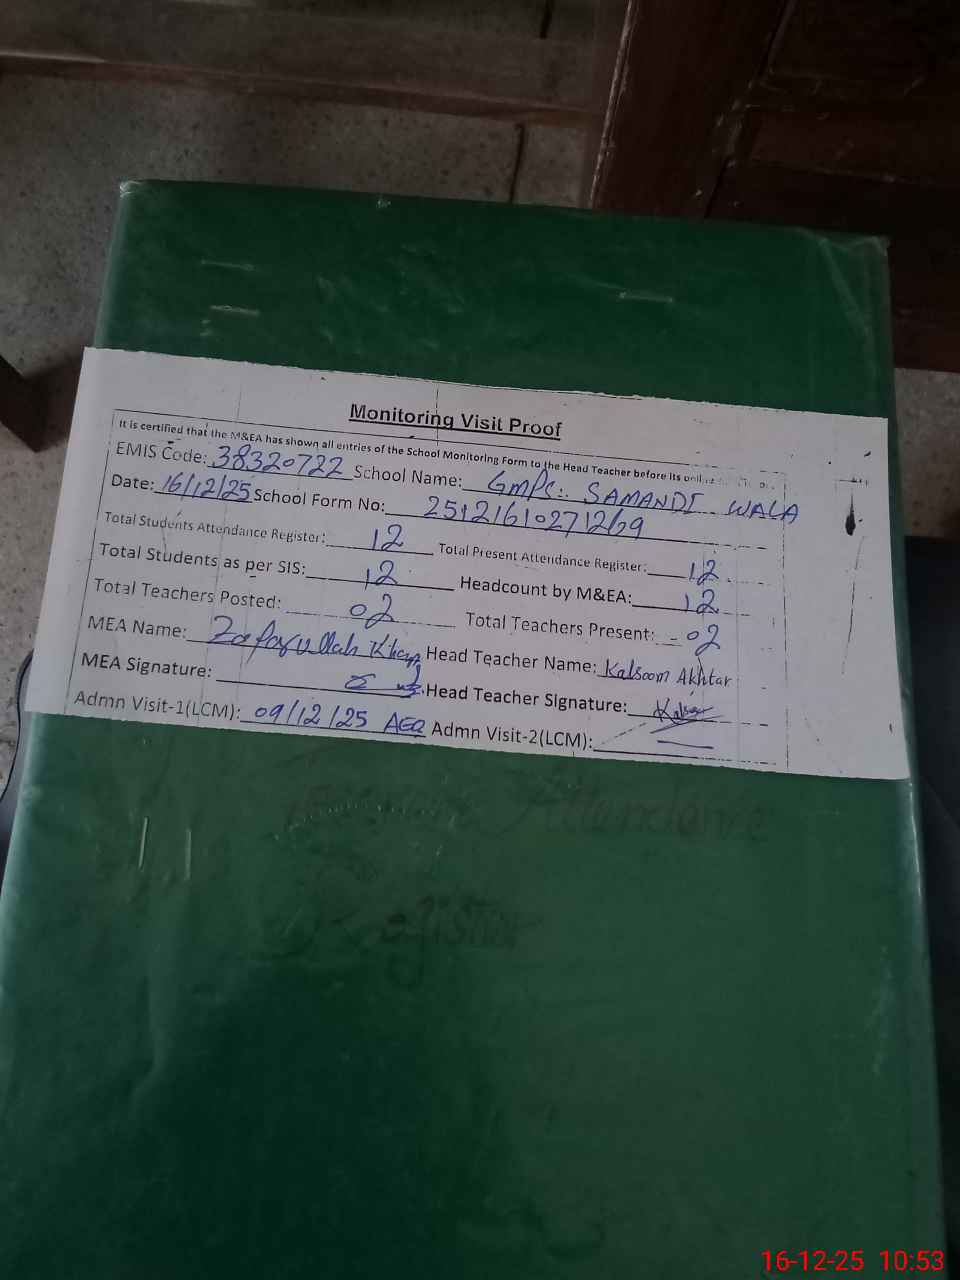 Monitoring Visit Proof
It is certified that the M&EA has shown all entries of the School Monitoring Form to the Head Teacher before its
EMIS Code: 38320722 School Name: GMPS. SAMANDI WALA
Date: 16/12/25 School Form No: 25121610271269
Total Students Attendance Register: 12 Total Present Attendance Register: 12
Total Students as per SIS: 12 Headcount by M&EA: 12
Total Teachers Posted: 02 Total Teachers Present: 02
MEA Name: Zafarullah Khan Head Teacher Name: Kalsoom Akhtar
MEA Signature: Head Teacher Signature: Kalsoom
Admn Visit-1(LCM): 09/12/25 AEO Admn Visit-2(LCM):
Attendance
Register
16-12-25 10:53